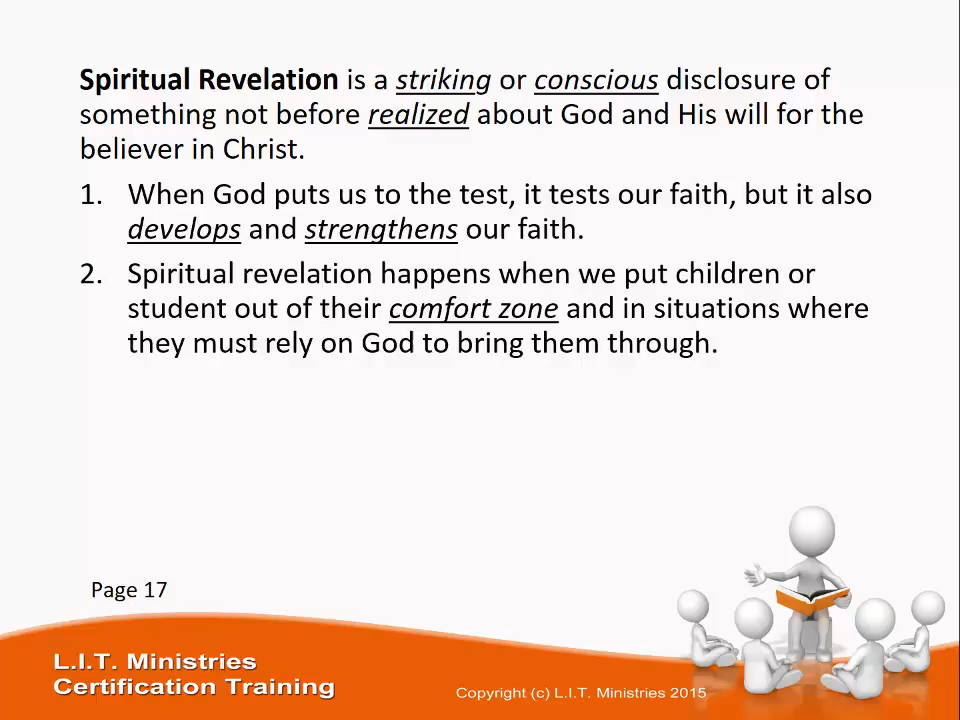 Spiritual Revelation is a striking or conscious disclosure of
something not before realized about God and His will for the
believer in Christ.
1. When God puts us to the test, it tests our faith, but it also
develops and strengthens our faith.
2. Spiritual revelation happens when we put children or
student out of their comfort zone and in situations where
they must rely on God to bring them through.
Page 17
L.I.T. Ministries
Certification Training
Copyright (c) L.I.T. Ministries 2015